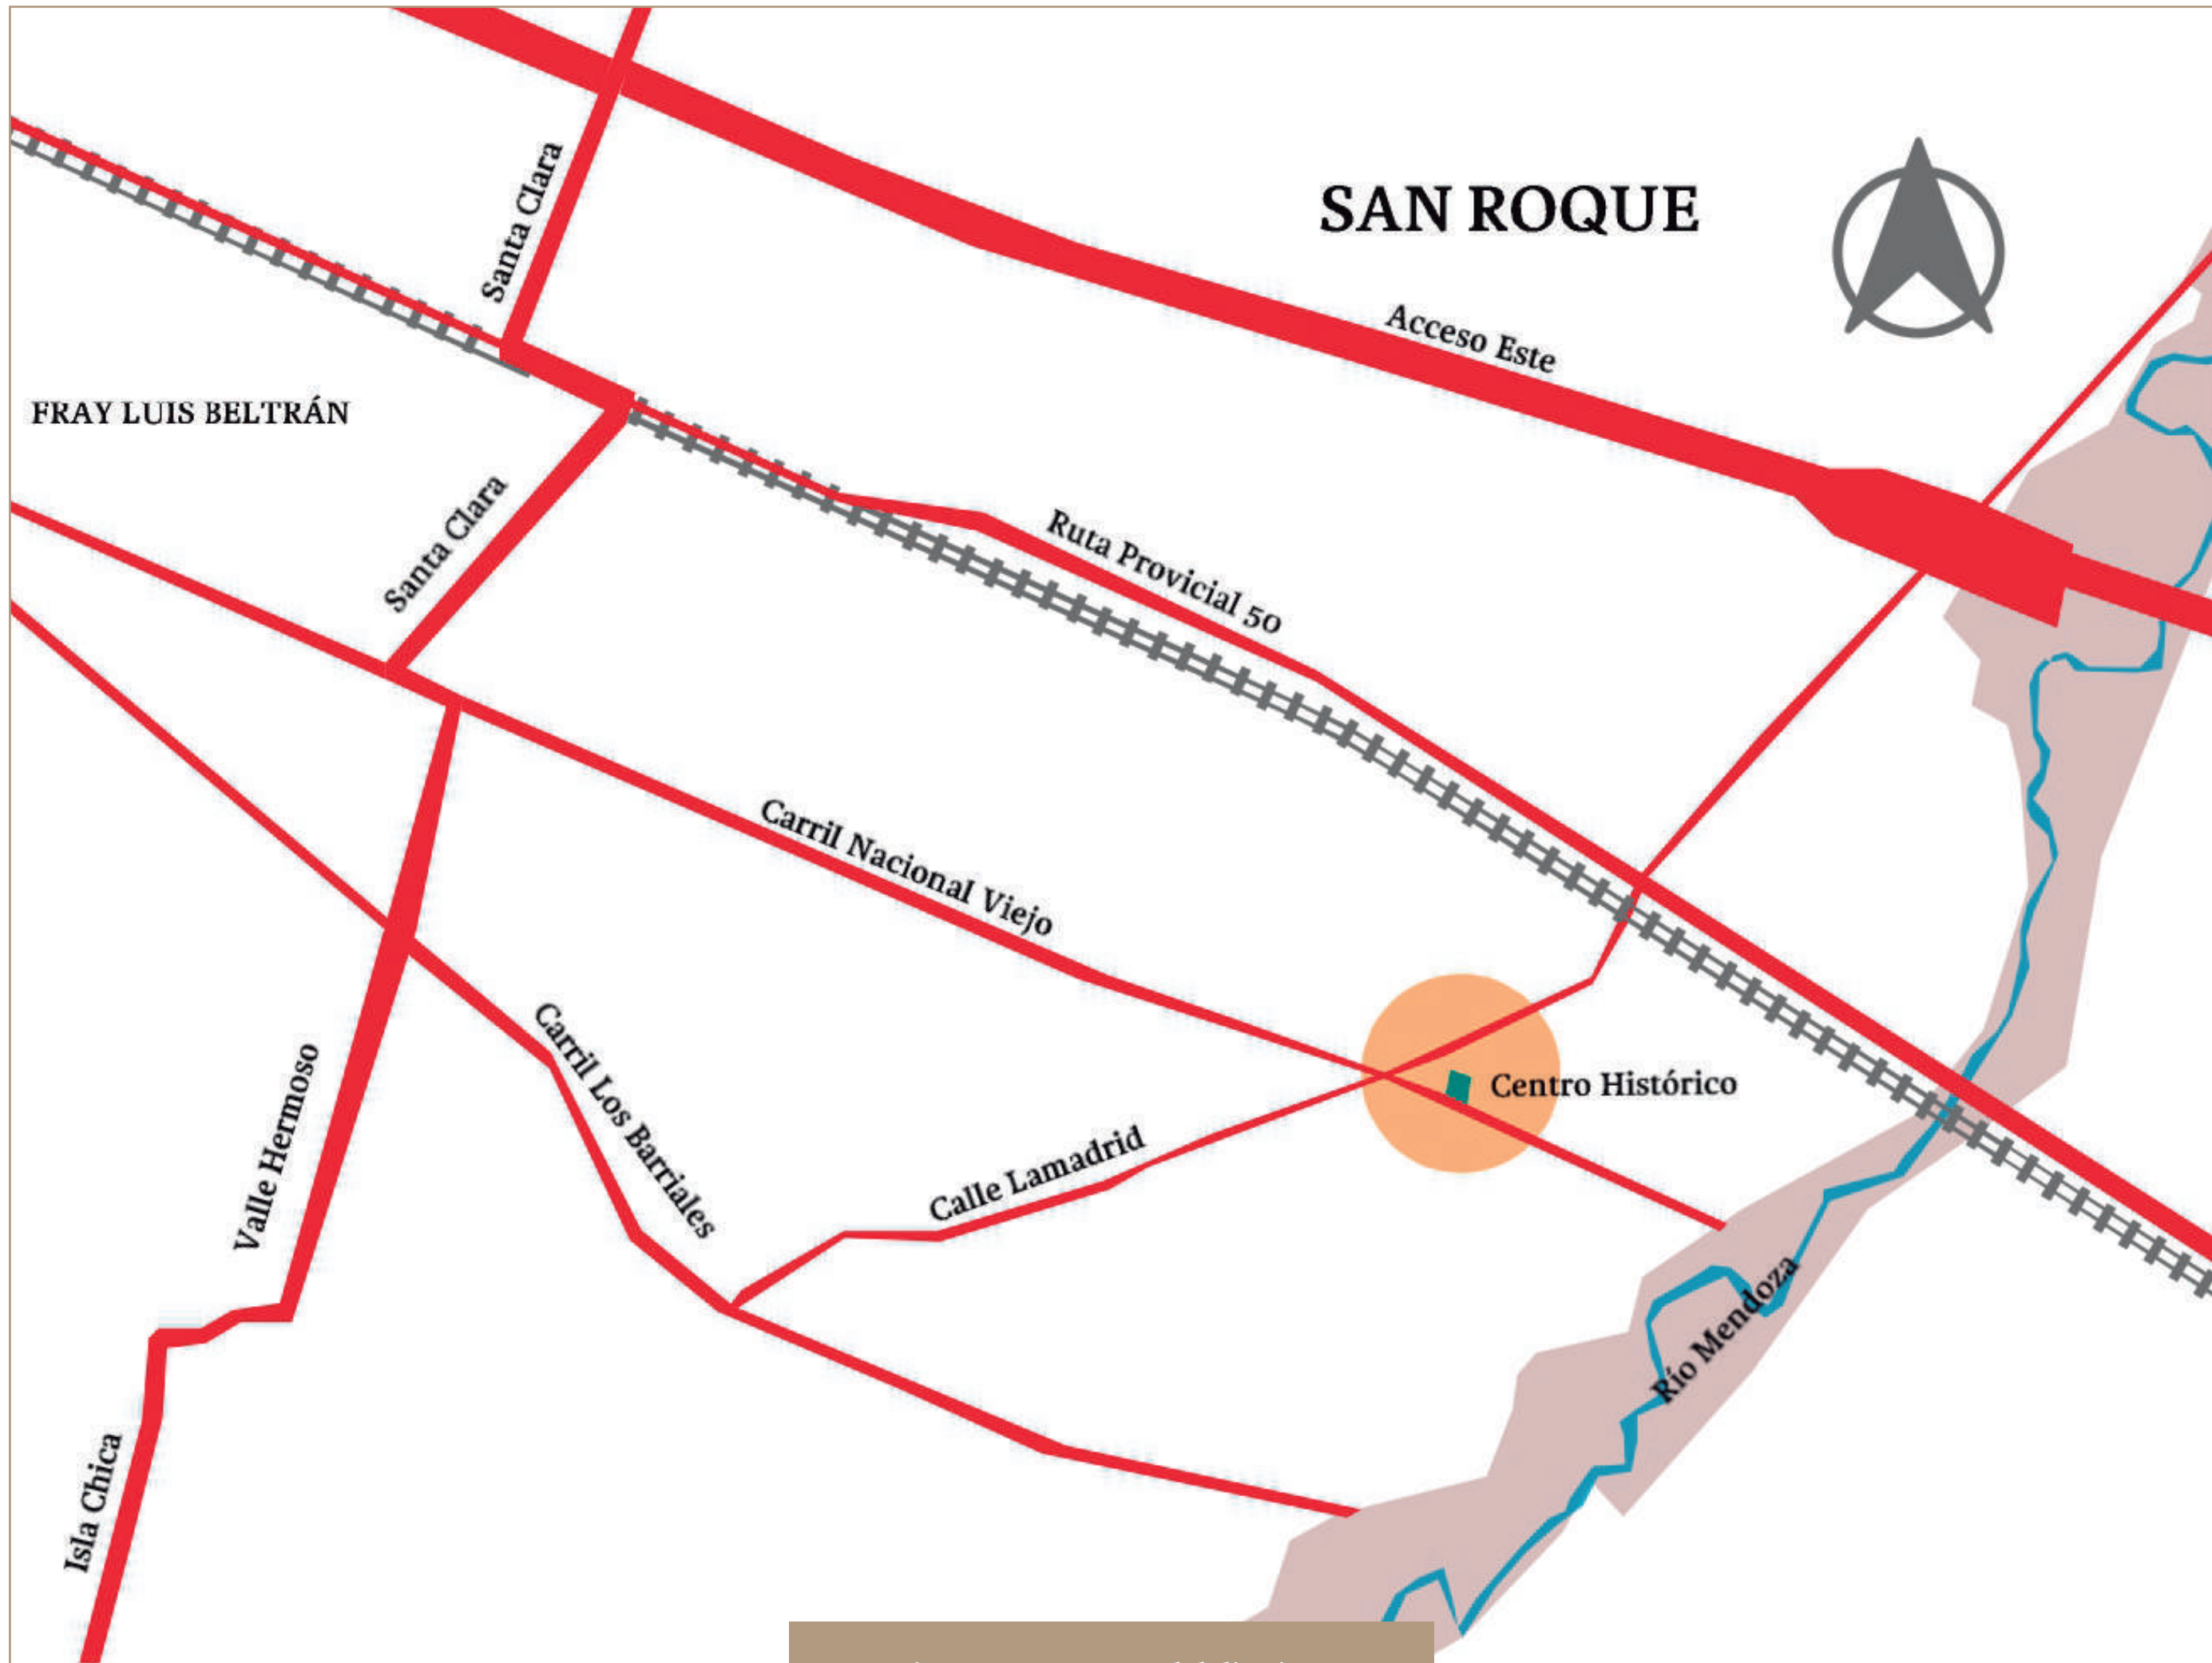 Santa Clara
SAN ROQUE
Acceso Este
FRAY LUIS BELTRÁN
Santa Clara
Ruta Provicial 50
Carril Nacional Viejo
Carril Los Barriales
Valle Hermoso
Centro Histórico
Calle Lamadrid
Río Mendoza
Isla Chica